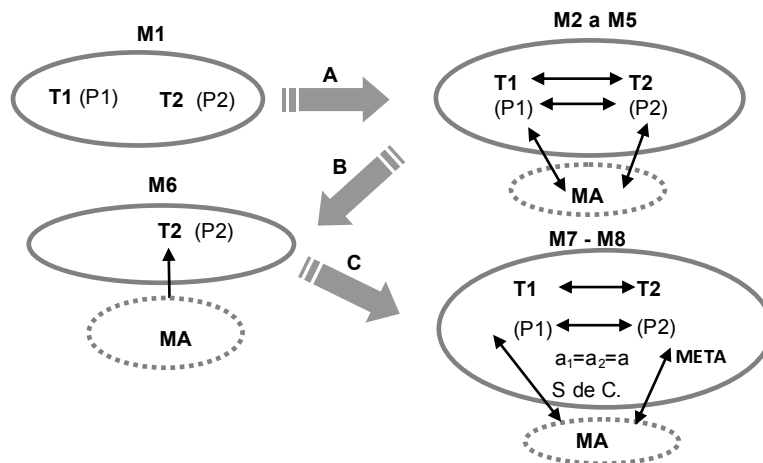 M1
T1 (P1) T2 (P2)
A
M2 a M5
T1 T2
(P1) (P2)
MA
B
M6
T2 (P2)
MA
C
M7 - M8
T1 T2
(P1) (P2)
a₁=a₂=a META
S de C.
MA